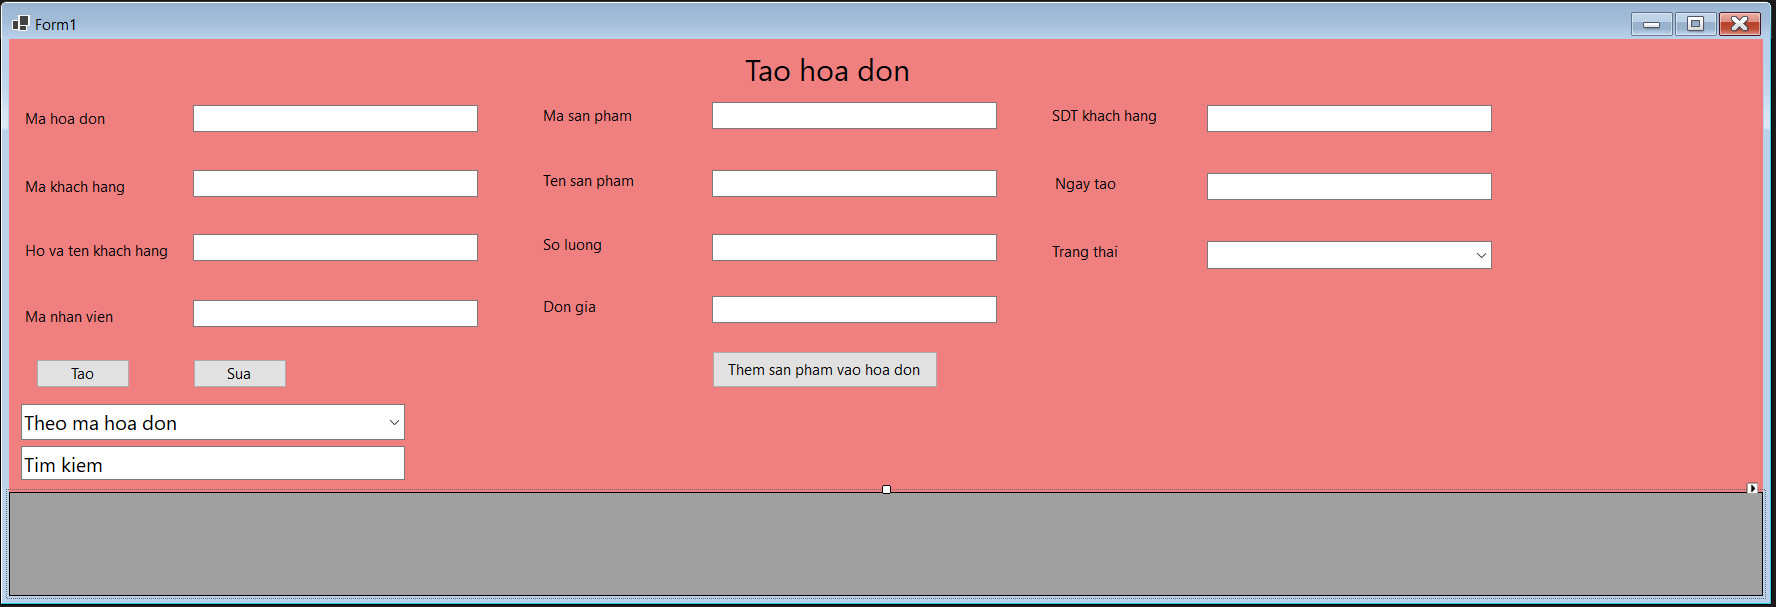 Form1
Tao hoa don
Ma hoa don
Ma san pham
SDT khach hang
Ma khach hang
Ten san pham
Ngay tao
Ho va ten khach hang
So luong
Trang thai
Ma nhan vien
Don gia
Tao
Sua
Them san pham vao hoa don
Theo ma hoa don
Tim kiem